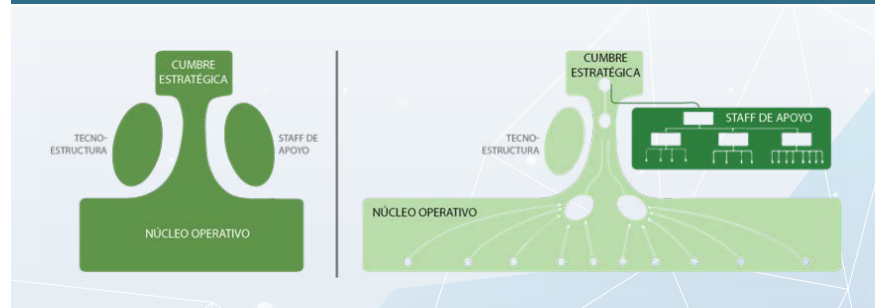 CUMBRE
ESTRATÉGICA
TECNO-
ESTRUCTURA
STAFF DE
APOYO
NÚCLEO OPERATIVO
CUMBRE
ESTRATÉGICA
STAFF DE APOYO
TECNO-
ESTRUCTURA
NÚCLEO OPERATIVO